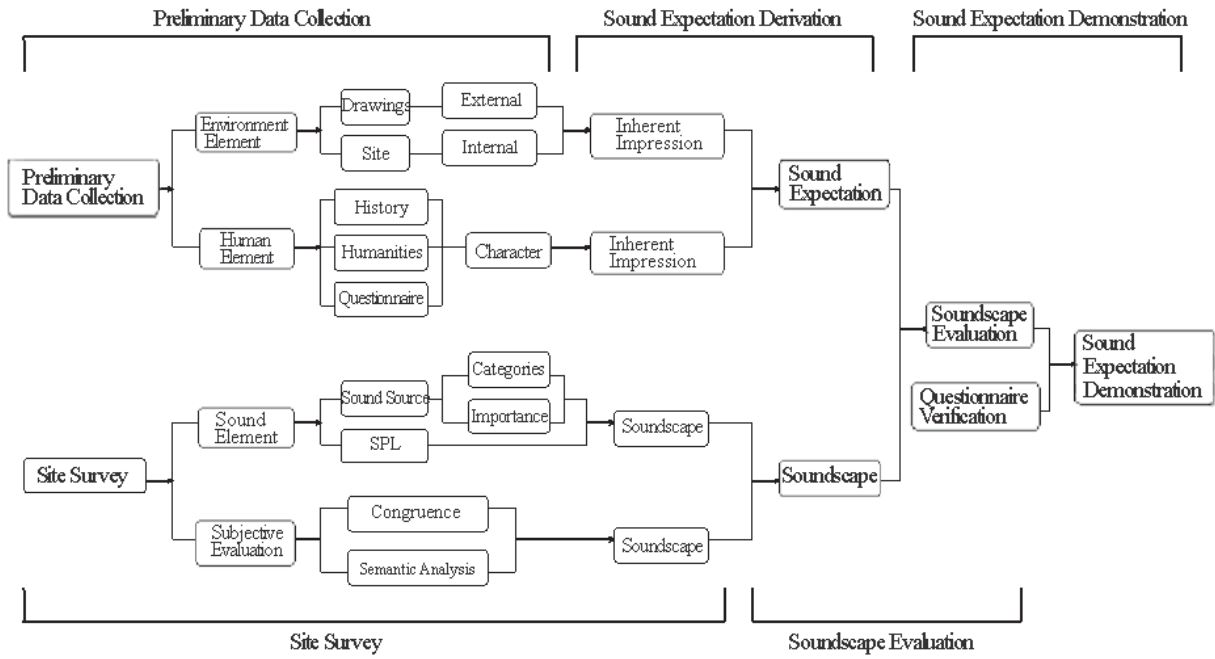 Preliminary Data Collection
Sound Expectation Derivation
Sound Expectation Demonstration
Drawings
External
Environment
Element
Site
Internal
Inherent
Impression
Preliminary
Data Collection
Sound
Expectation
History
Human
Element
Humanities
Character
Inherent
Impression
Questionnaire
Soundscape
Evaluation
Sound
Expectation
Demonstration
Questionnaire
Verification
Categories
Sound Source
Importance
Sound
Element
SPL
Soundscape
Site Survey
Soundscape
Congruence
Subjective
Evaluation
Soundscape
Semantic Analysis
Site Survey
Soundscape Evaluation